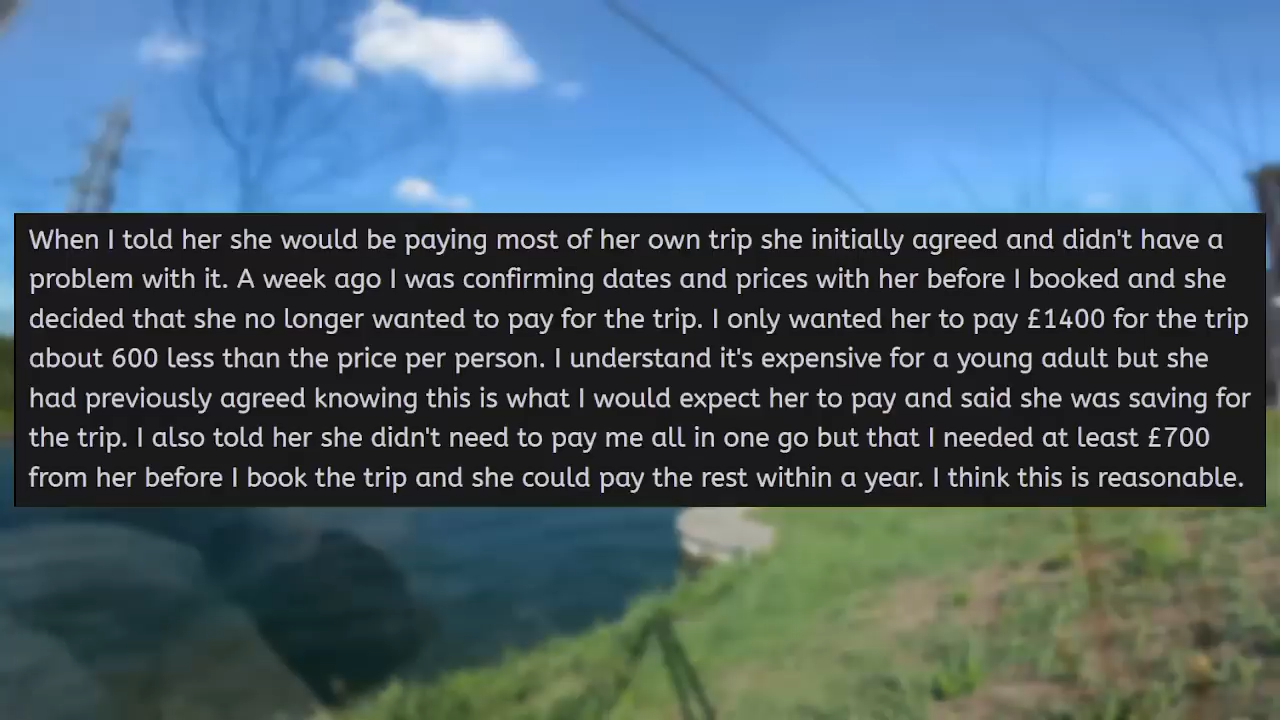 When I told her she would be paying most of her own trip she initially agreed and didn't have a
problem with it. A week ago I was confirming dates and prices with her before I booked and she
decided that she no longer wanted to pay for the trip. I only wanted her to pay £1400 for the trip
about 600 less than the price per person. I understand it's expensive for a young adult but she
had previously agreed knowing this is what I would expect her to pay and said she was saving for
the trip. I also told her she didn't need to pay me all in one go but that I needed at least £700
from her before I book the trip and she could pay the rest within a year. I think this is reasonable.